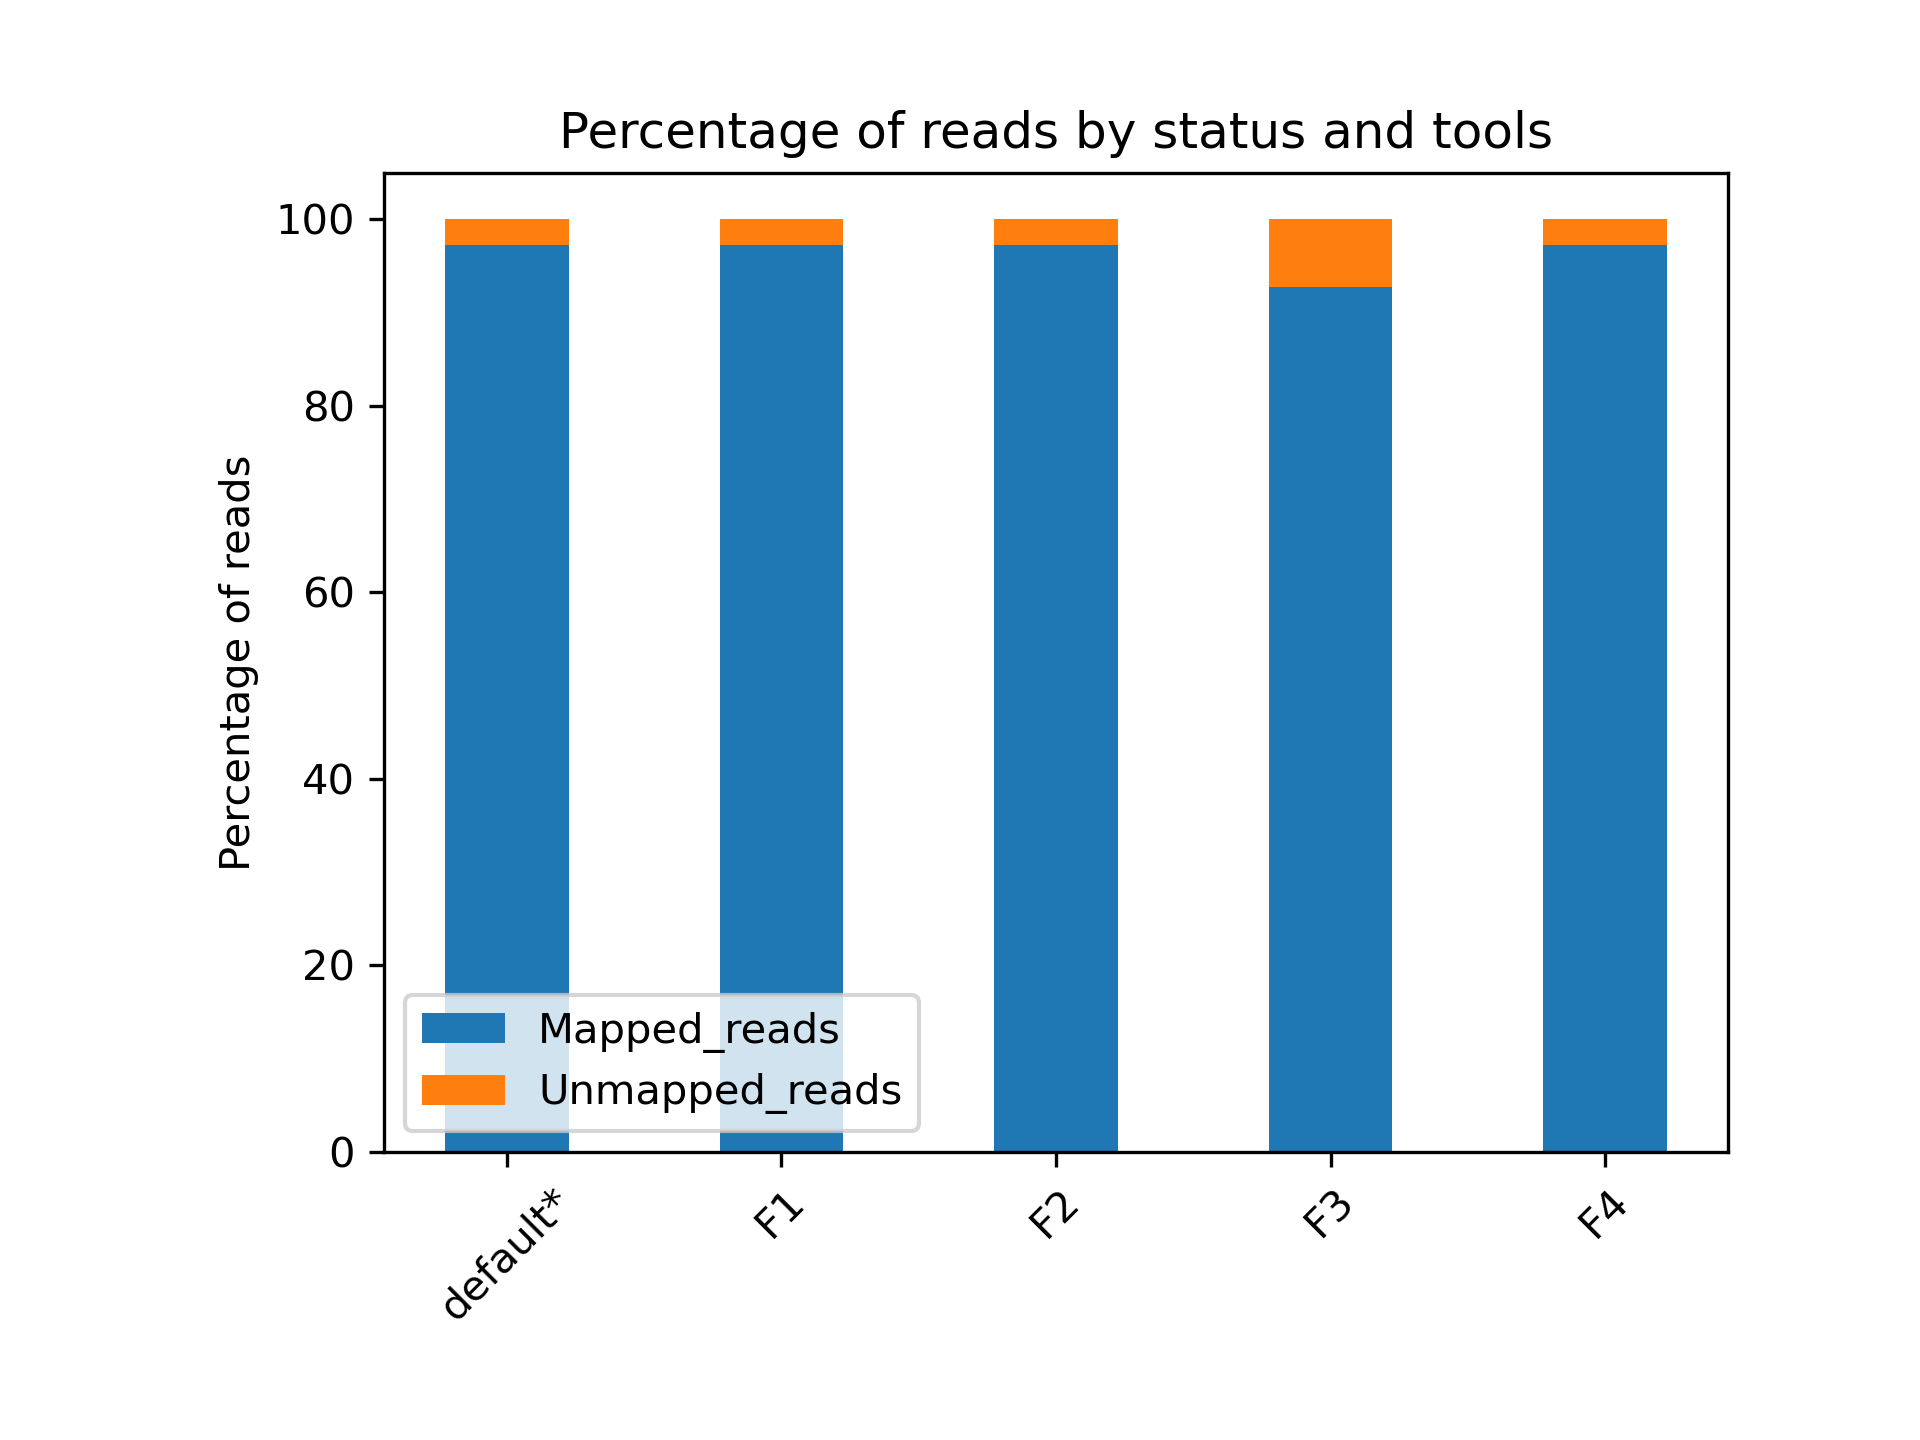 Percentage of reads by status and tools
Percentage of reads
100
80
60
40
20
0
Mapped_reads
Unmapped_reads
default*
F1
F2
F3
F4